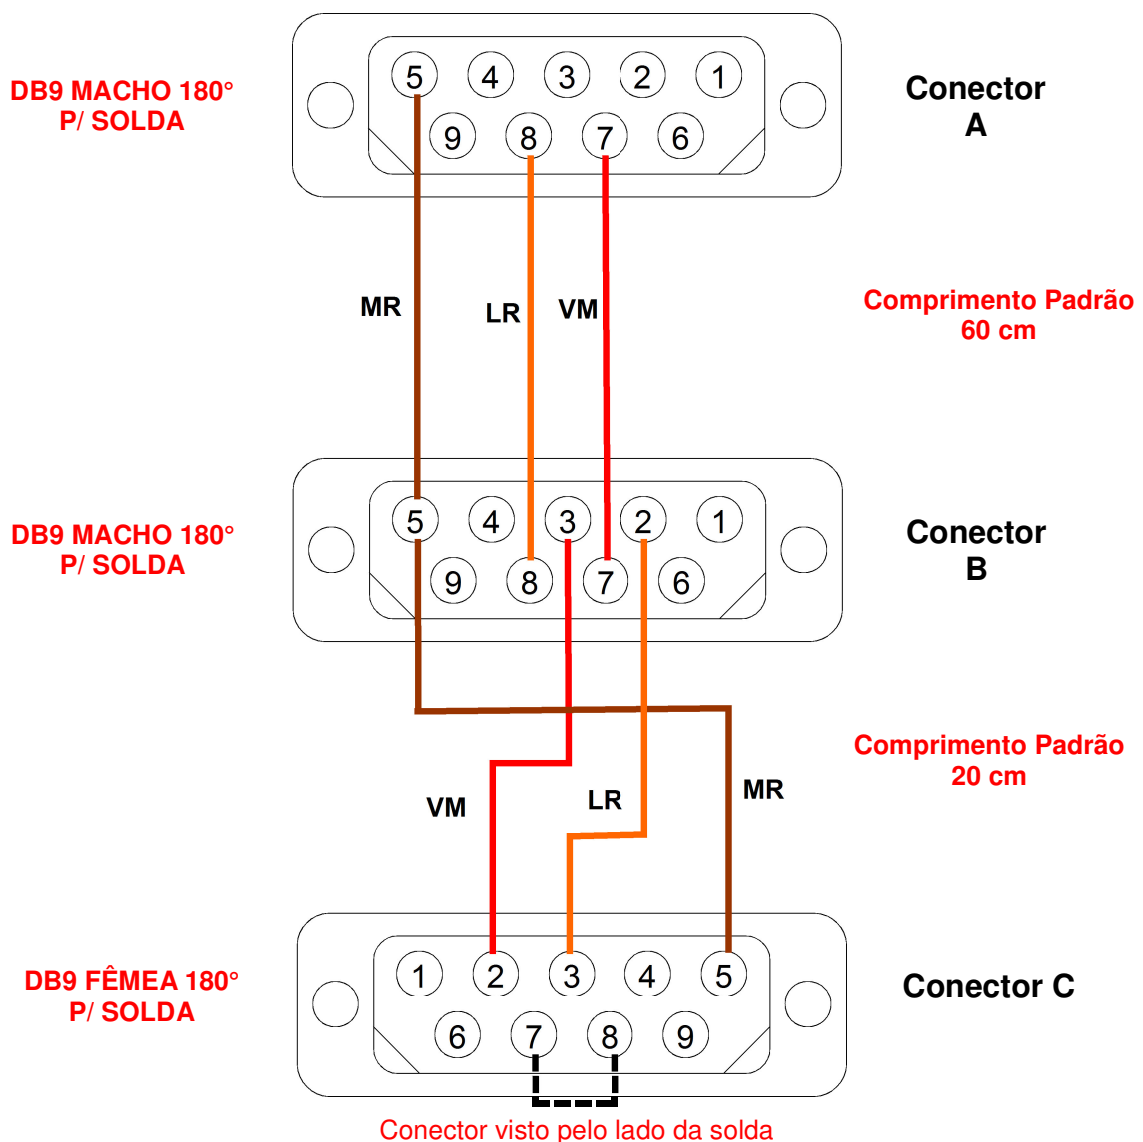 DB9 MACHO 180°
P/ SOLDA
5 4 3 2 1
9 8 7 6
Conector
A
MR LR VM
Comprimento Padrão
60 cm
DB9 MACHO 180°
P/ SOLDA
5 4 3 2 1
9 8 7 6
Conector
B
Comprimento Padrão
20 cm
VM LR MR
DB9 FÊMEA 180°
P/ SOLDA
1 2 3 4 5
6 7 8 9
Conector C
Conector visto pelo lado da solda